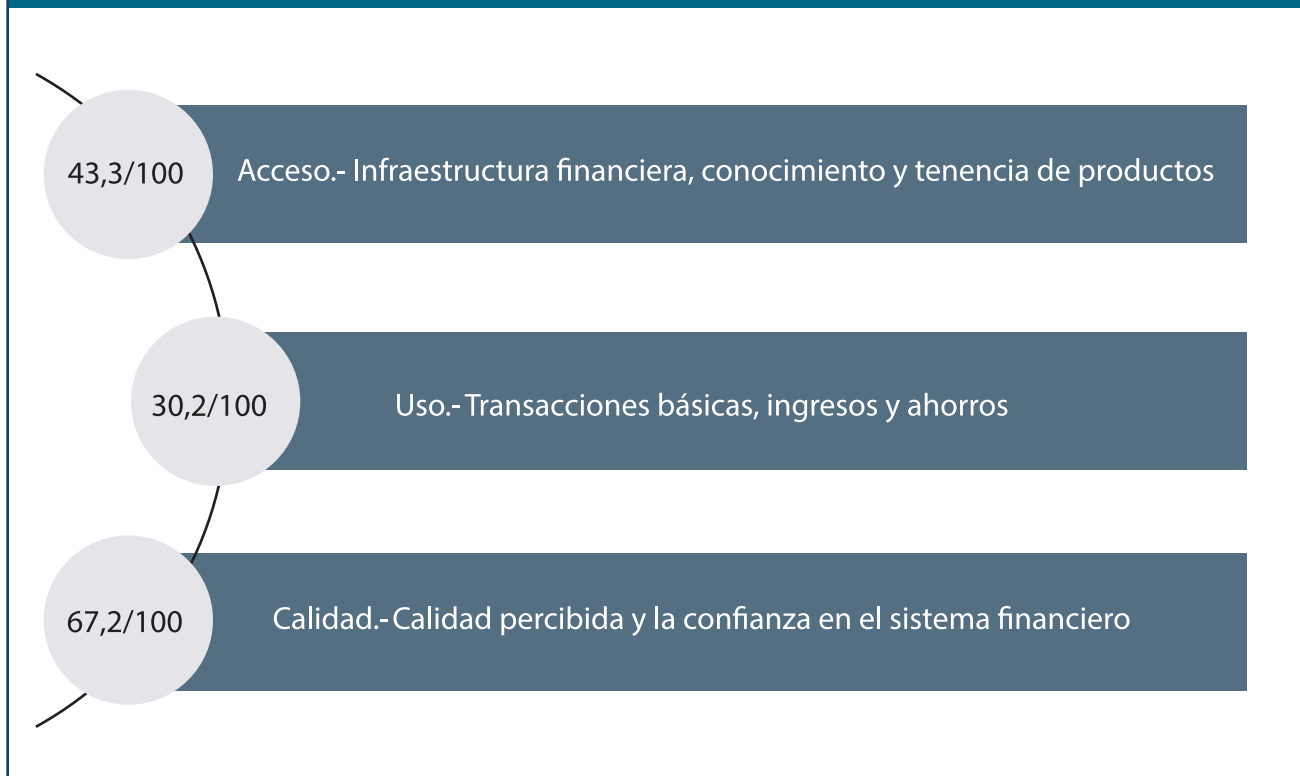 43,3/100
Acceso.- Infraestructura financiera, conocimiento y tenencia de productos
30,2/100
Uso.- Transacciones básicas, ingresos y ahorros
67,2/100
Calidad.- Calidad percibida y la confianza en el sistema financiero